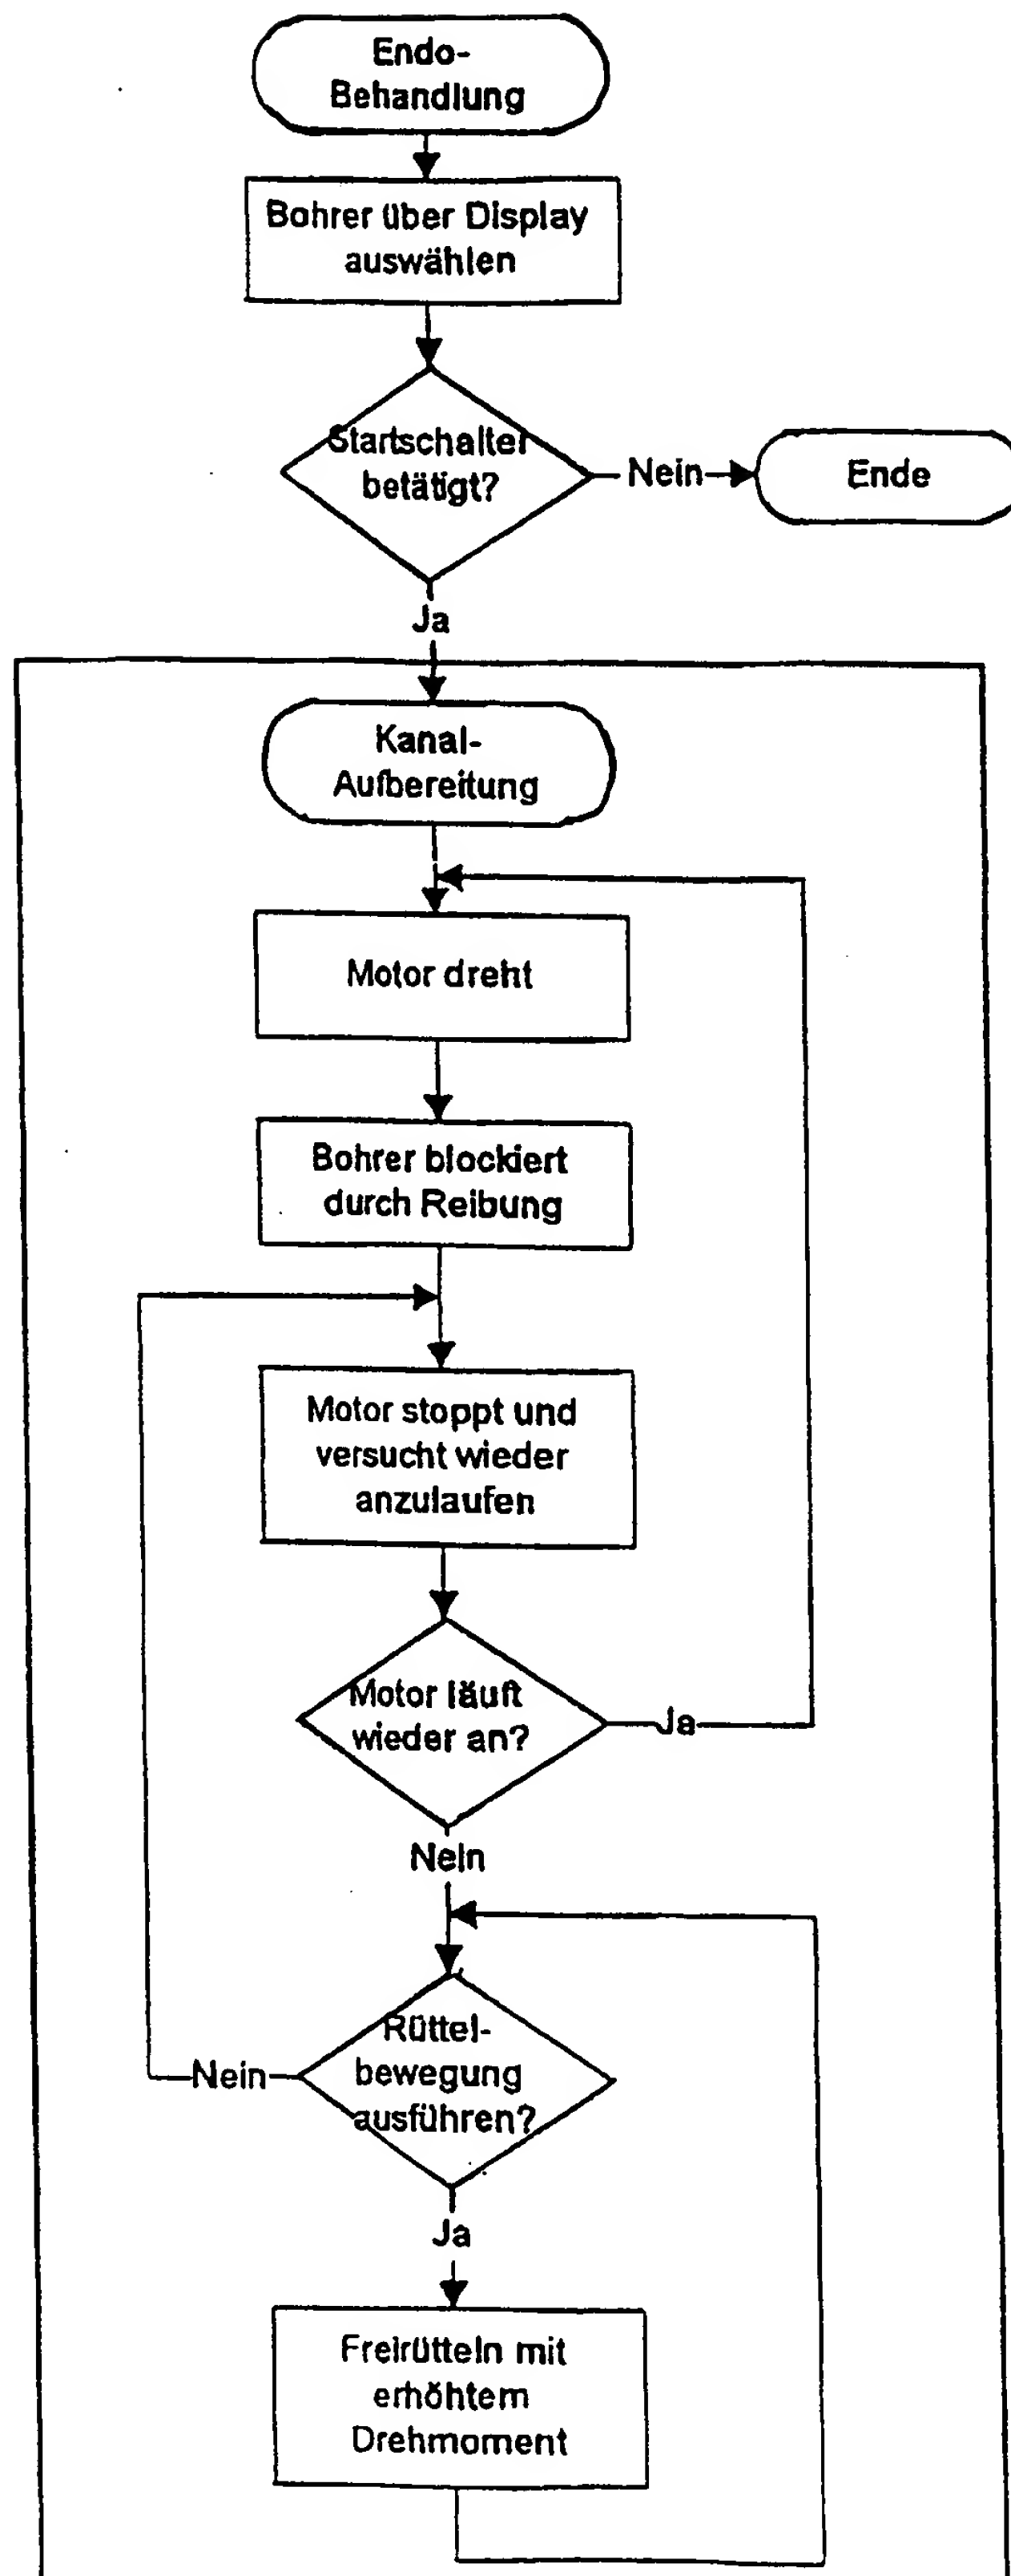 Endo-
Behandlung
Bohrer über Display
auswählen
Startschalter
betätigt?
Nein
Ende
Ja
Kanal-
Aufbereitung
Motor dreht
Bohrer blockiert
durch Reibung
Motor stoppt und
versucht wieder
anzulaufen
Motor läuft
wieder an?
Ja
Nein
Rüttel-
bewegung
ausführen?
Nein
Ja
Freirütteln mit
erhöhtem
Drehmoment